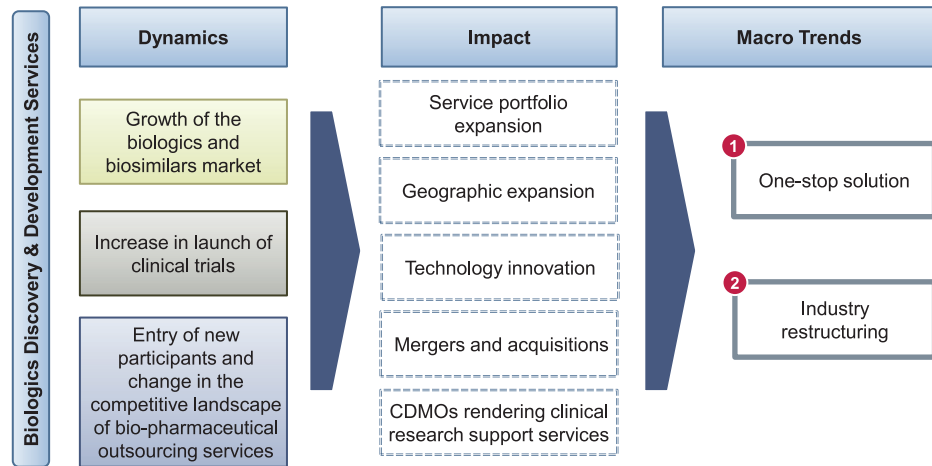 Biologics Discovery & Development Services
Dynamics
Growth of the
biologics and
biosimilars market
Increase in launch of
clinical trials
Entry of new
participants and
change in the
competitive landscape
of bio-pharmaceutical
outsourcing services
Impact
Service portfolio
expansion
Geographic expansion
Technology innovation
Mergers and acquisitions
CDMOs rendering clinical
research support services
Macro Trends
1
One-stop solution
2
Industry
restructuring